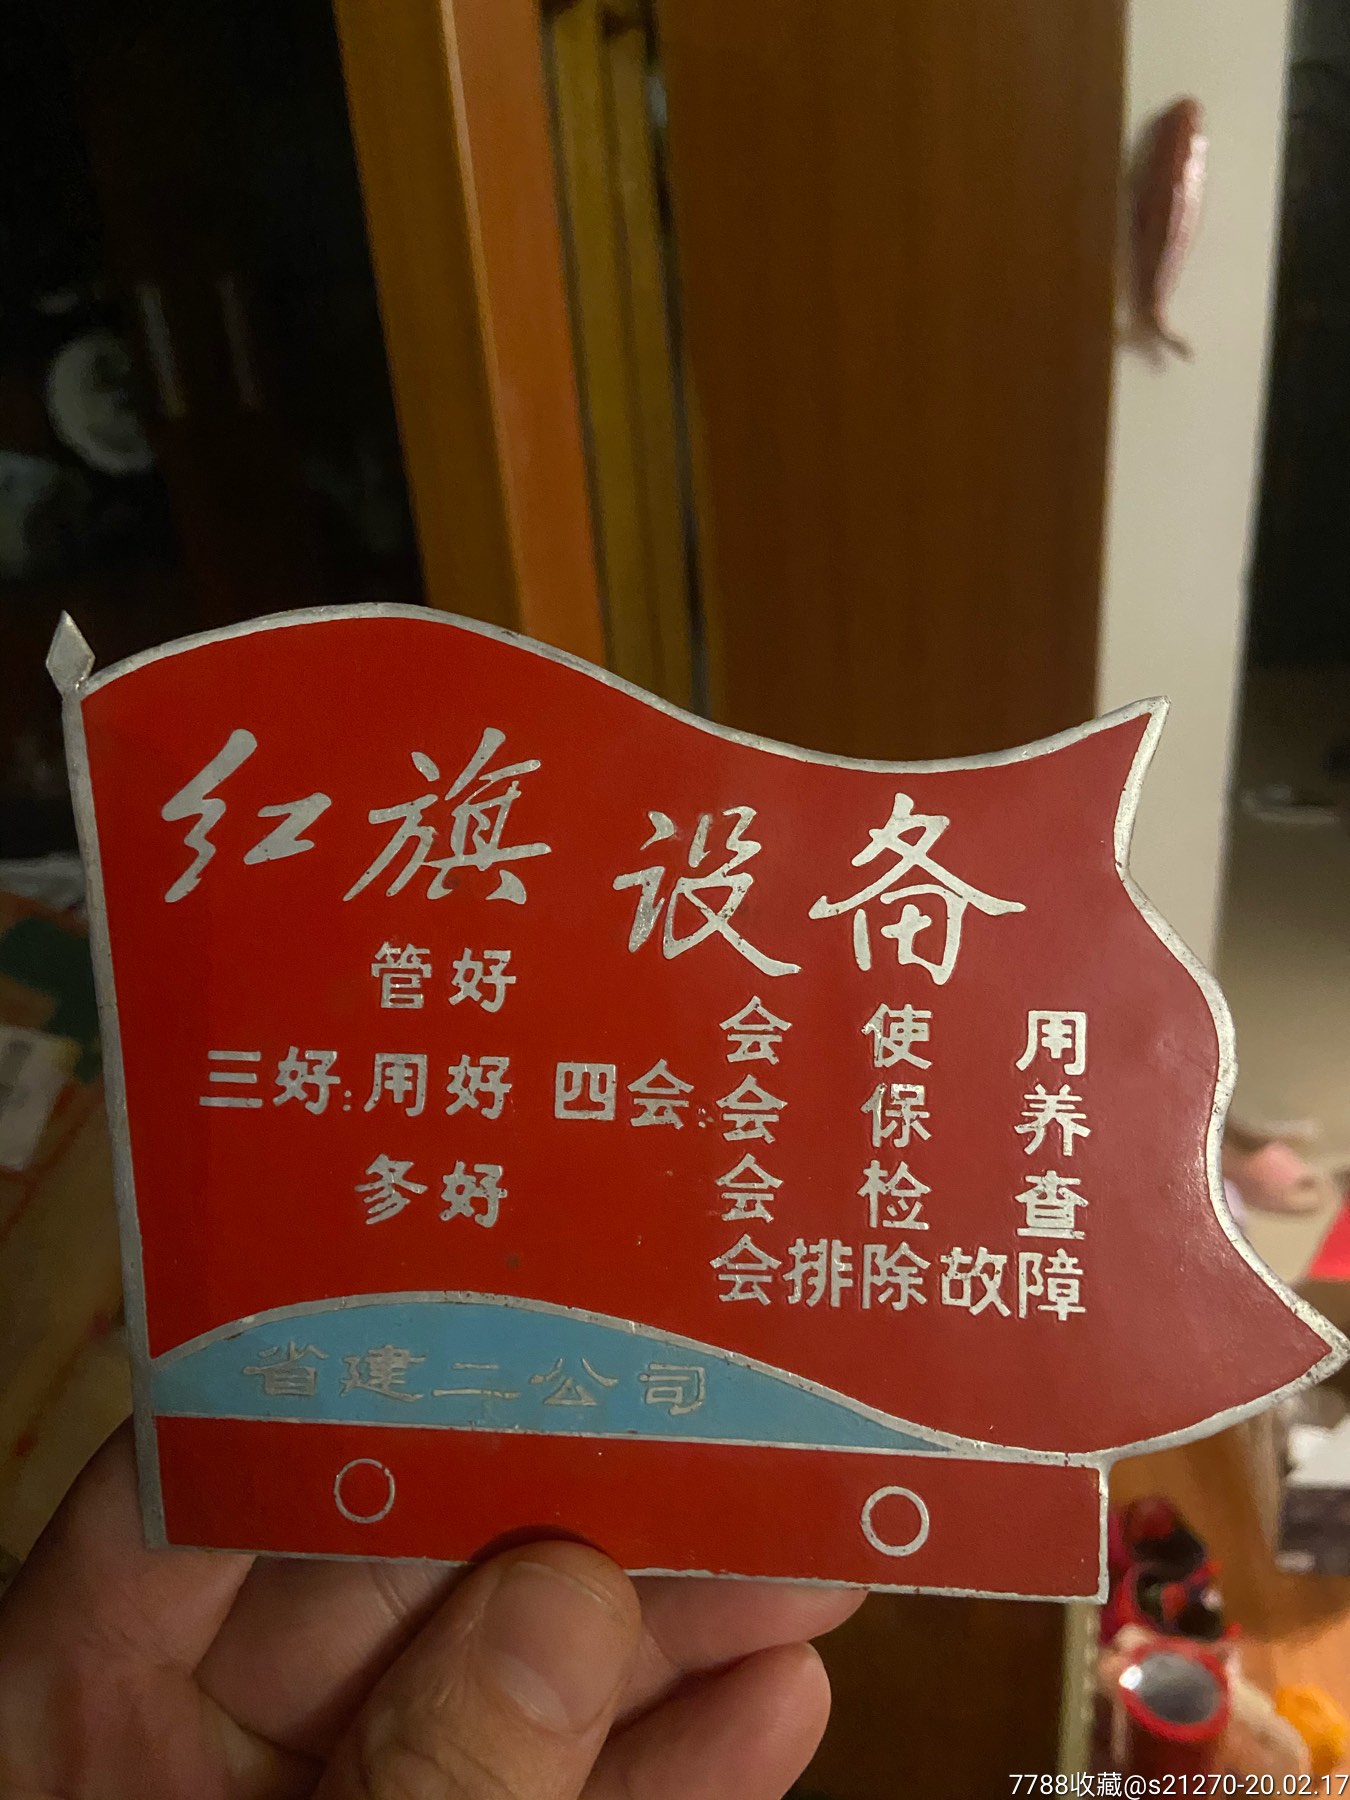 红旗设备
三好:
管好
用好
修好
四会:
会使用
会保养
会检查
会排除故障
省建二公司
7788收藏@s21270-20.02.17